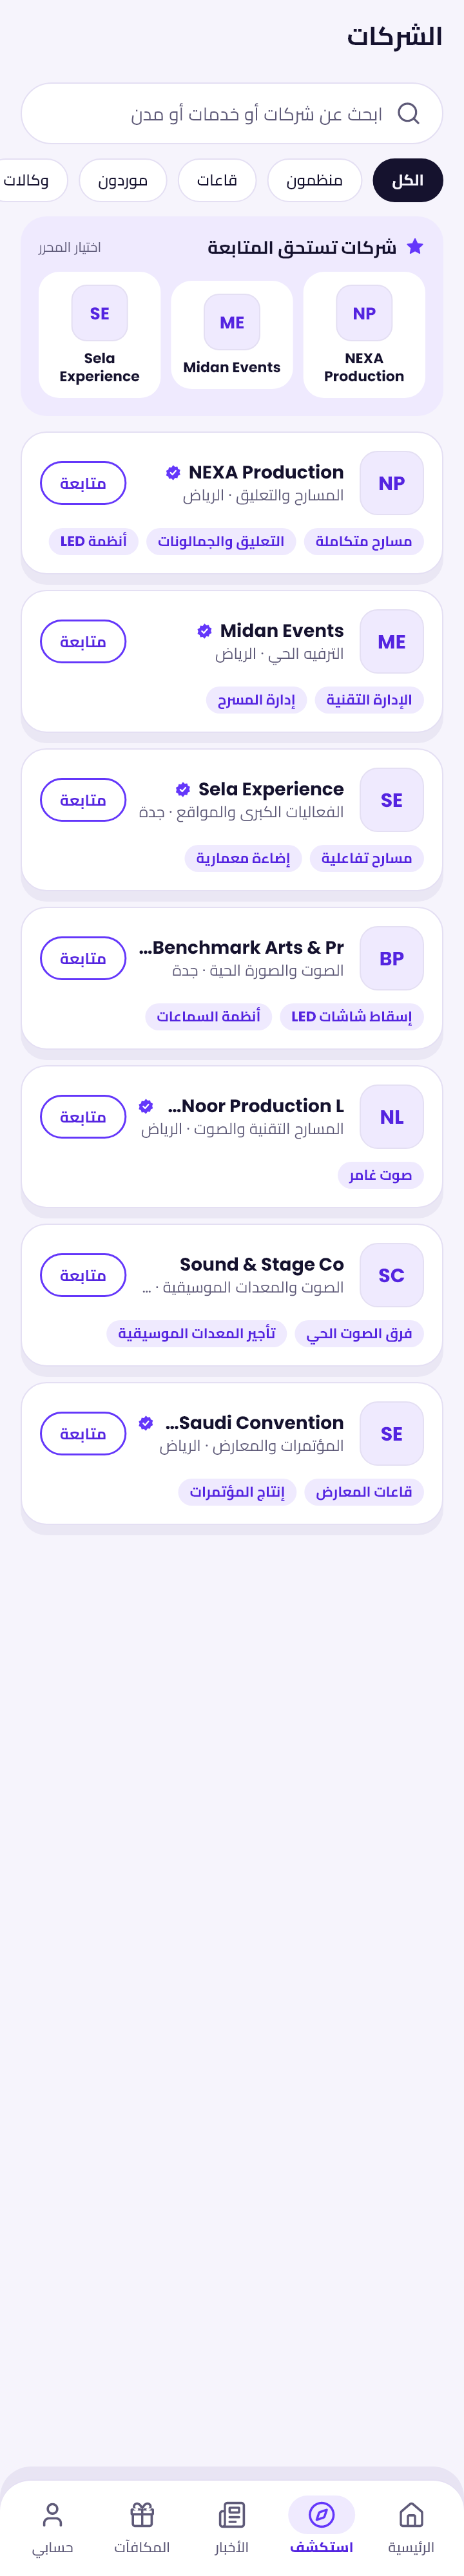 الشركات
ابحث عن شركات أو خدمات أو مدن
الكل
منظمون
قاعات
موردون
وكالات
شركات تستحق المتابعة
اختيار المحرر
NP
NEXA
Production
ME
Midan Events
SE
Sela
Experience
NP
NEXA Production
المسارح والتعليق · الرياض
متابعة
مسارح متكاملة
التعليق والجمالونات
أنظمة LED
ME
Midan Events
الترفيه الحي · الرياض
متابعة
الإدارة التقنية
إدارة المسرح
SE
Sela Experience
الفعاليات الكبرى والمواقع · جدة
متابعة
مسارح تفاعلية
إضاءة معمارية
BP
Benchmark Arts & Pr...
الصوت والصورة الحية · جدة
متابعة
إسقاط شاشات LED
أنظمة السماعات
NL
Noor Production L...
المسارح التقنية والصوت · الرياض
متابعة
صوت غامر
SC
Sound & Stage Co
الصوت والمعدات الموسيقية · ...
متابعة
فرق الصوت الحي
تأجير المعدات الموسيقية
SE
Saudi Convention...
المؤتمرات والمعارض · الرياض
متابعة
قاعات المعارض
إنتاج المؤتمرات
الرئيسية
استكشف
الأخبار
المكافآت
حسابي